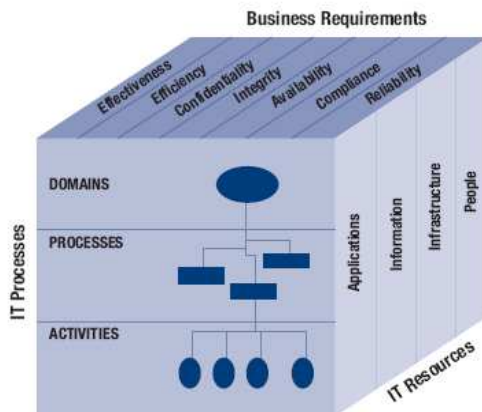 Business Requirements
Effectiveness
Efficiency
Confidentiality
Integrity
Availability
Compliance
Reliability
IT Processes
DOMAINS
PROCESSES
ACTIVITIES
Applications
Information
Infrastructure
People
IT Resources